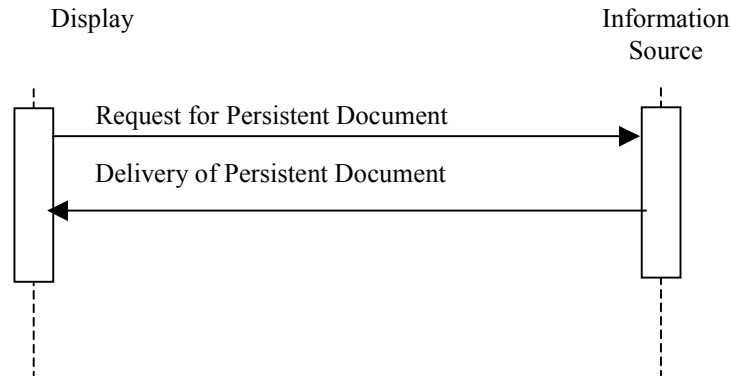 Display
Information
Source
Request for Persistent Document
Delivery of Persistent Document